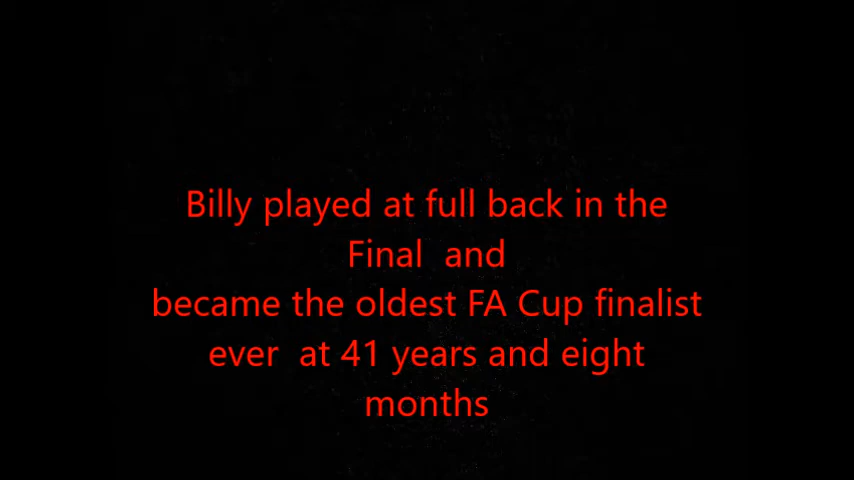 Billy played at full back in the
Final  and
became the oldest FA Cup finalist
ever  at 41 years and eight
months